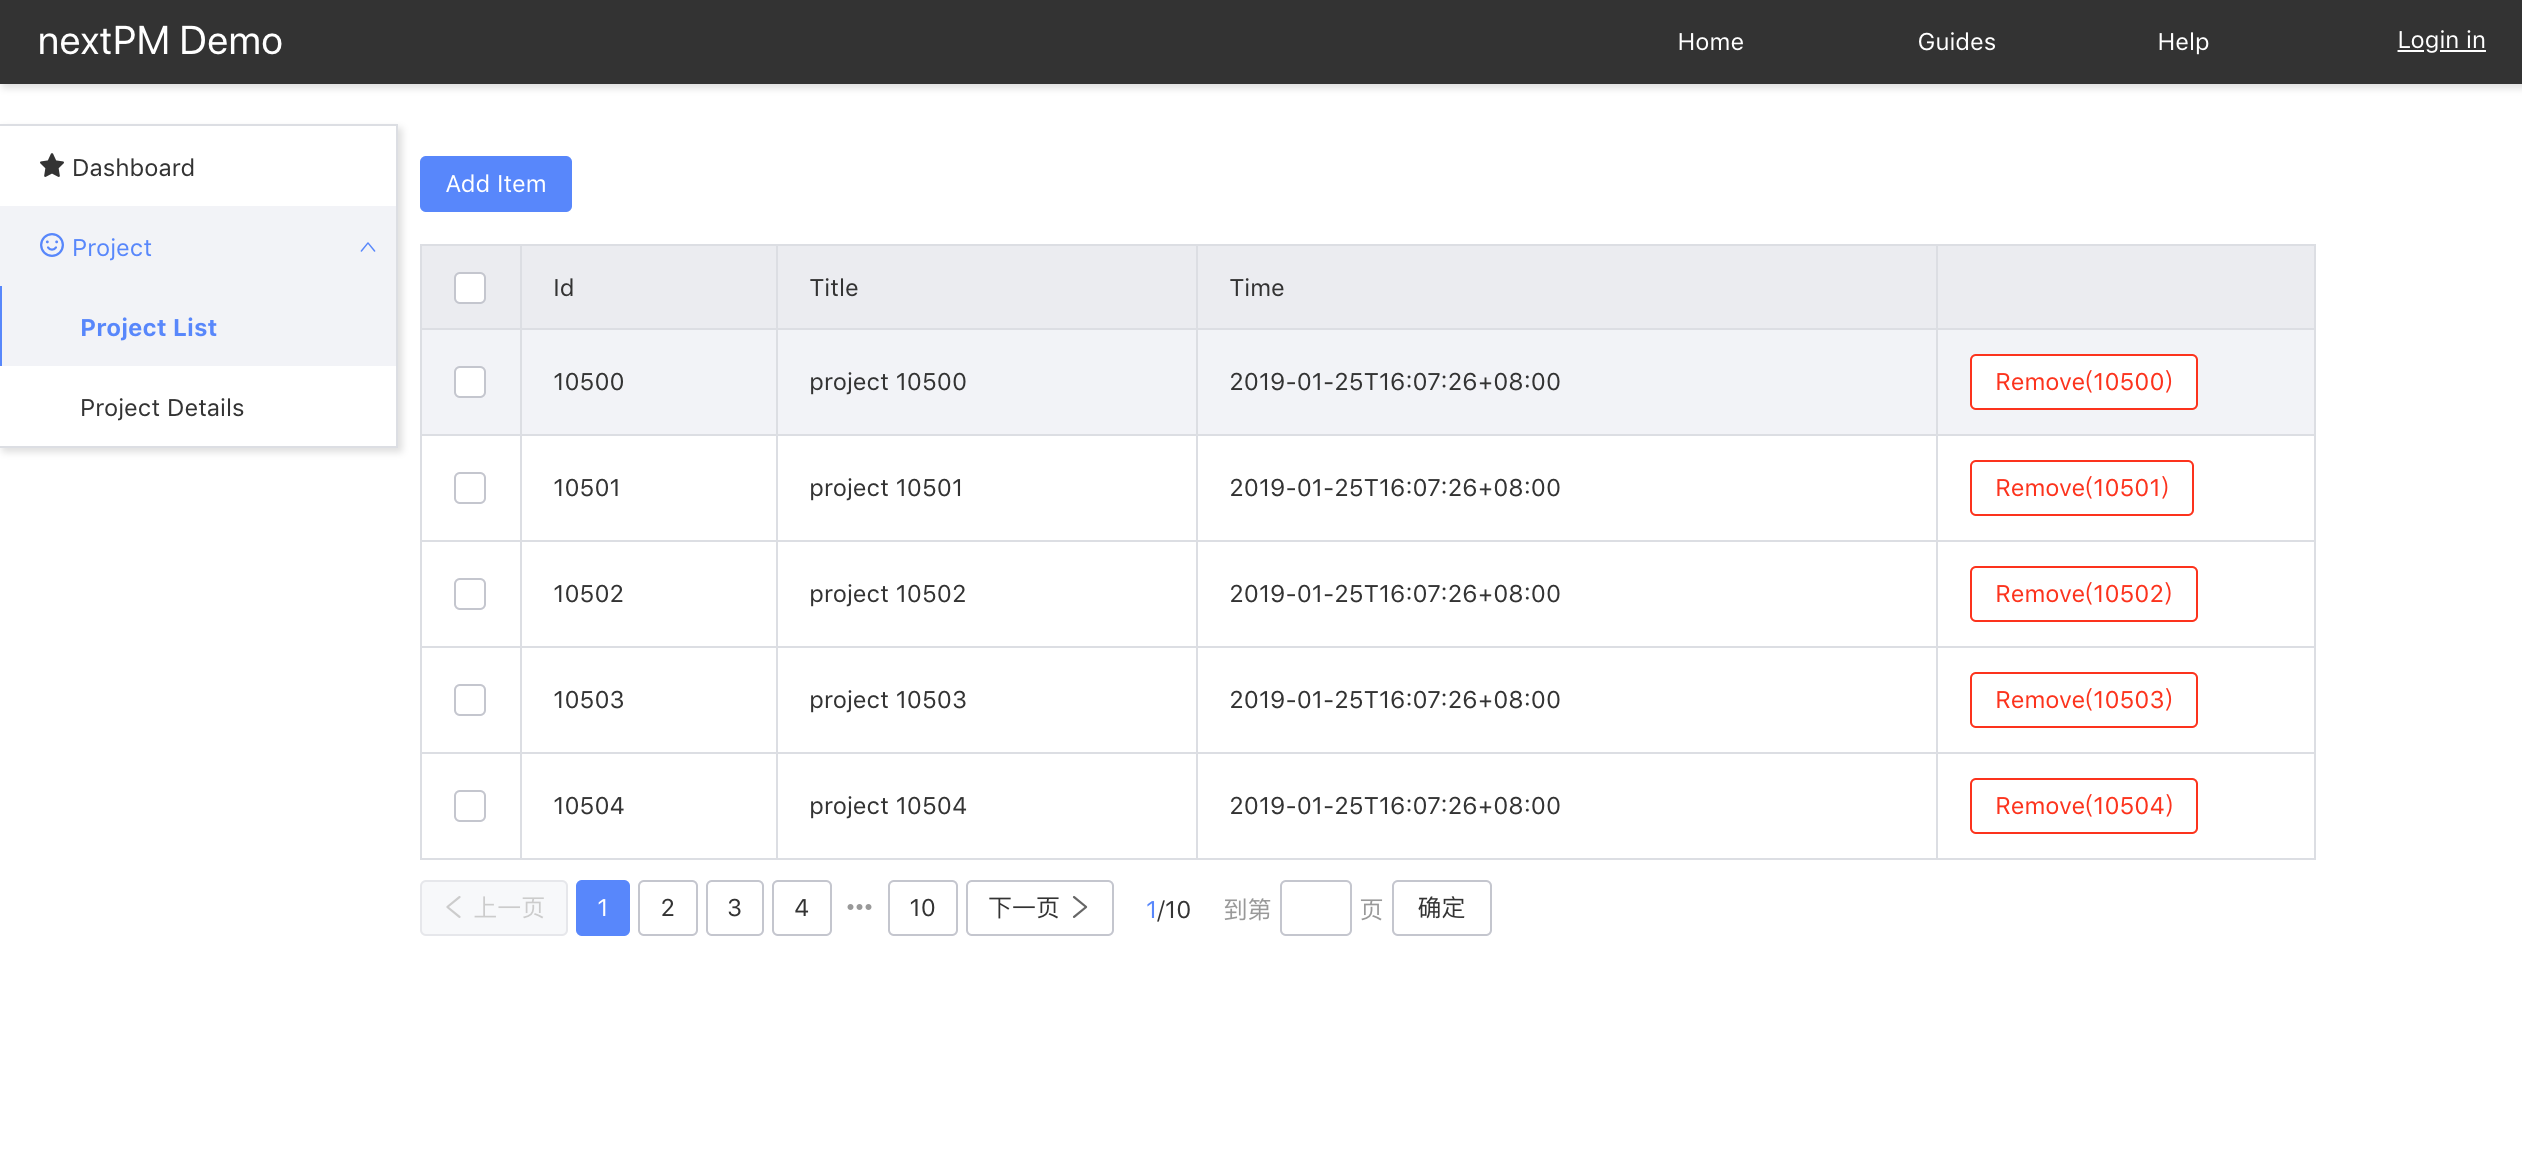 nextPM Demo Home Guides Help Login in
Dashboard
Project
Project List
Project Details
Add Item
Id Title Time
10500 project 10500 2019-01-25T16:07:26+08:00 Remove(10500)
10501 project 10501 2019-01-25T16:07:26+08:00 Remove(10501)
10502 project 10502 2019-01-25T16:07:26+08:00 Remove(10502)
10503 project 10503 2019-01-25T16:07:26+08:00 Remove(10503)
10504 project 10504 2019-01-25T16:07:26+08:00 Remove(10504)
上一页 1 2 3 4 ••• 10 下一页 1/10 到第 页 确定